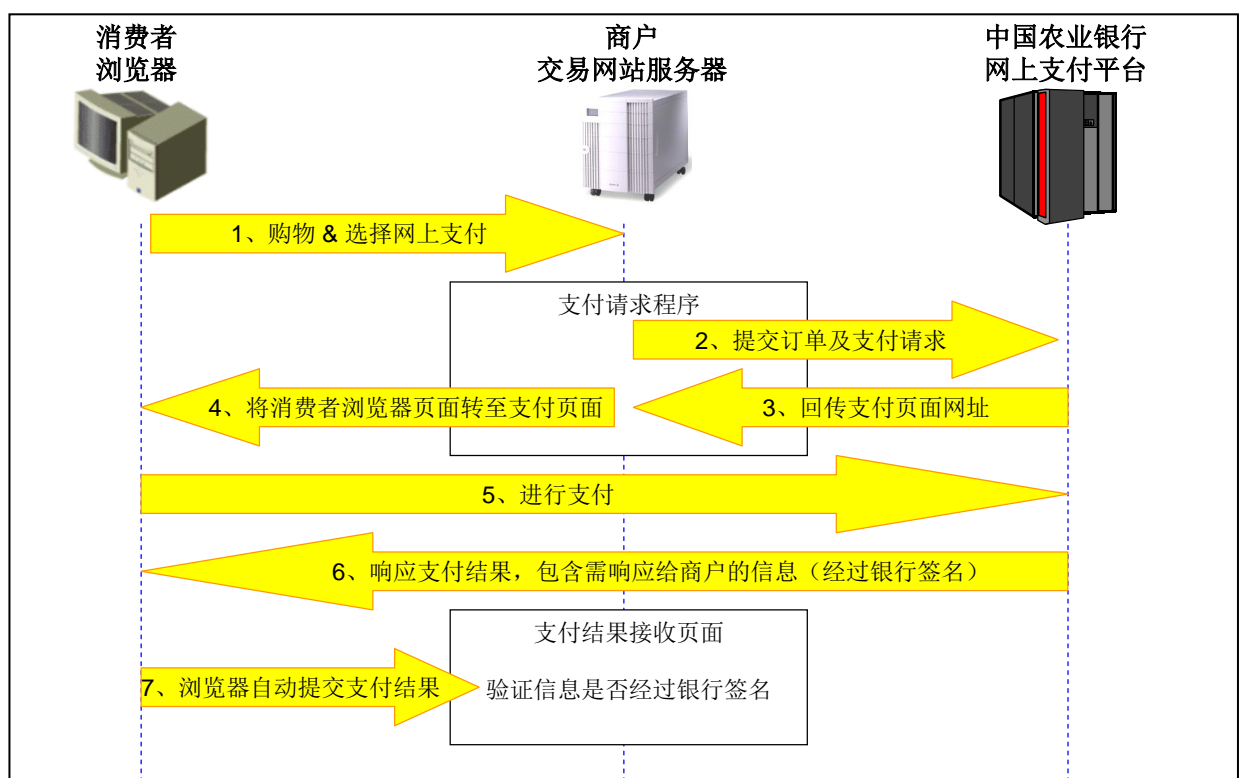 消费者
浏览器
商户
交易网站服务器
中国农业银行
网上支付平台
1、购物 & 选择网上支付
支付请求程序
2、提交订单及支付请求
4、将消费者浏览器页面转至支付页面
3、回传支付页面网址
5、进行支付
6、响应支付结果，包含需响应给商户的信息（经过银行签名）
支付结果接收页面
7、浏览器自动提交支付结果
验证信息是否经过银行签名